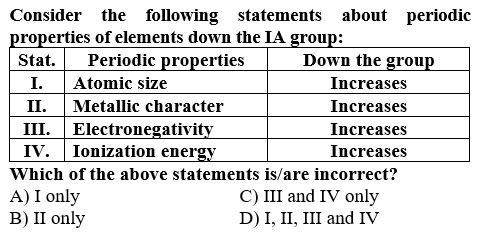 Consider the following statements about periodic
properties of elements down the IA group:
Stat. Periodic properties Down the group
I. Atomic size Increases
II. Metallic character Increases
III. Electronegativity Increases
IV. Ionization energy Increases
Which of the above statements is/are incorrect?
A) I only C) III and IV only
B) II only D) I, II, III and IV